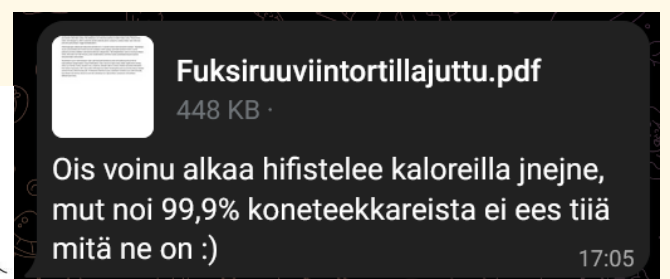 Fuksiruuviintortillajuttu.pdf
448 KB ·
Ois voinu alkaa hifistelee kaloreilla jnejne,
mut noi 99,9% koneteekkareista ei ees tiiä
mitä ne on :)
17:05